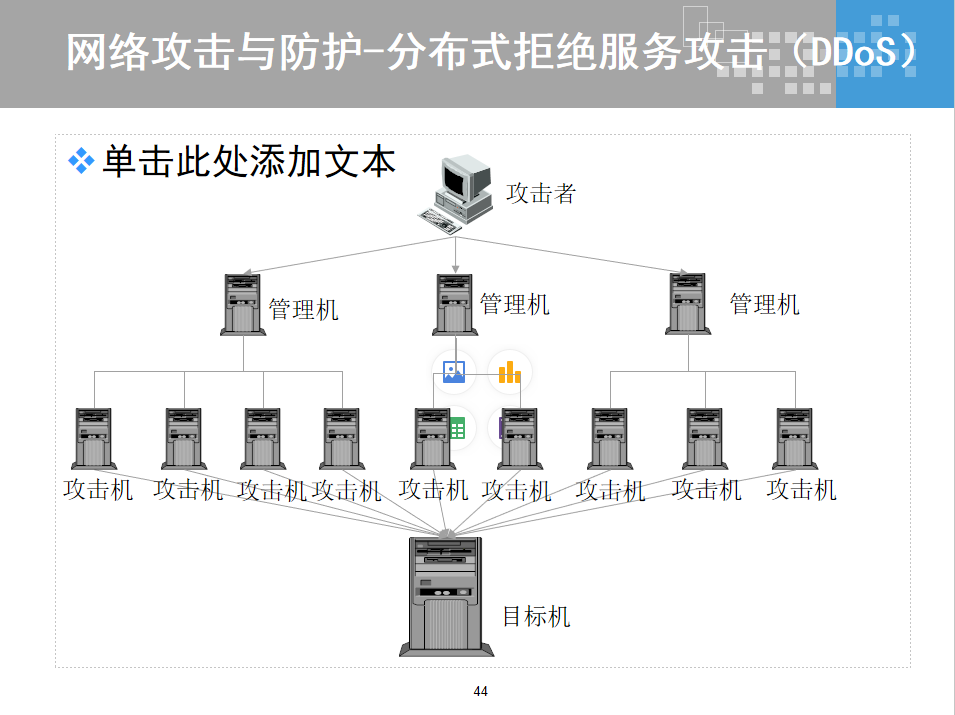 网络攻击与防护-分布式拒绝服务攻击（DDoS）
单击此处添加文本
攻击者
管理机 管理机 管理机
攻击机 攻击机 攻击机 攻击机 攻击机 攻击机 攻击机 攻击机 攻击机
目标机
44